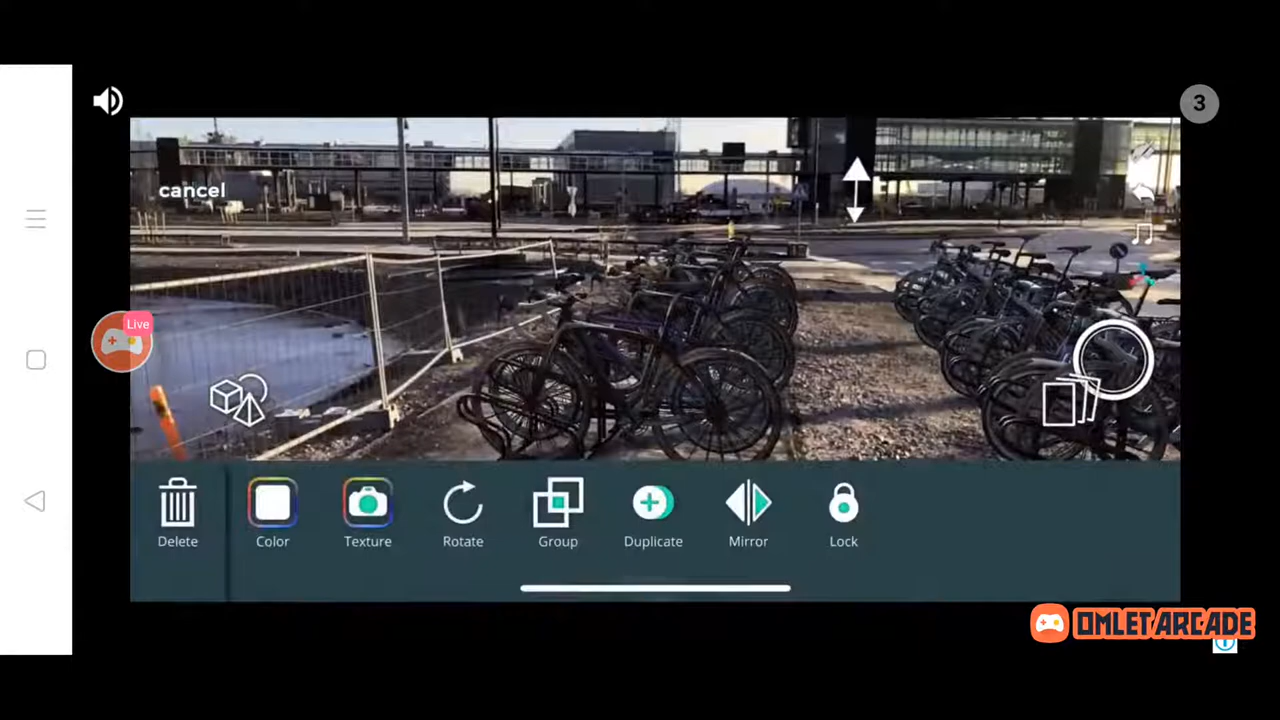 3
cancel
Live
Delete
Color
Texture
Rotate
Group
Duplicate
Mirror
Lock
OMLET ARCADE